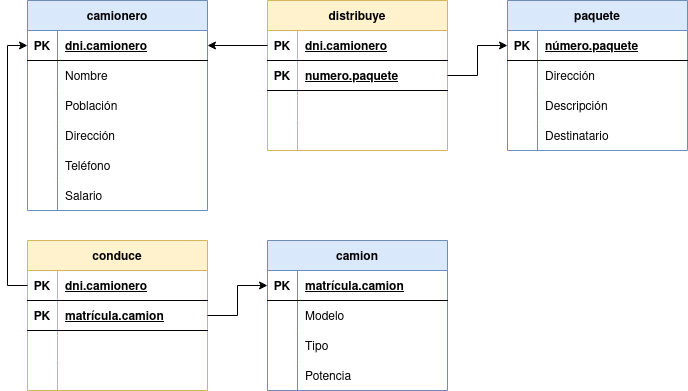 camionero
PK dni.camionero
Nombre
Población
Dirección
Teléfono
Salario
distribuye
PK dni.camionero
PK numero.paquete
paquete
PK número.paquete
Dirección
Descripción
Destinatario
conduce
PK dni.camionero
PK matrícula.camion
camion
PK matrícula.camion
Modelo
Tipo
Potencia